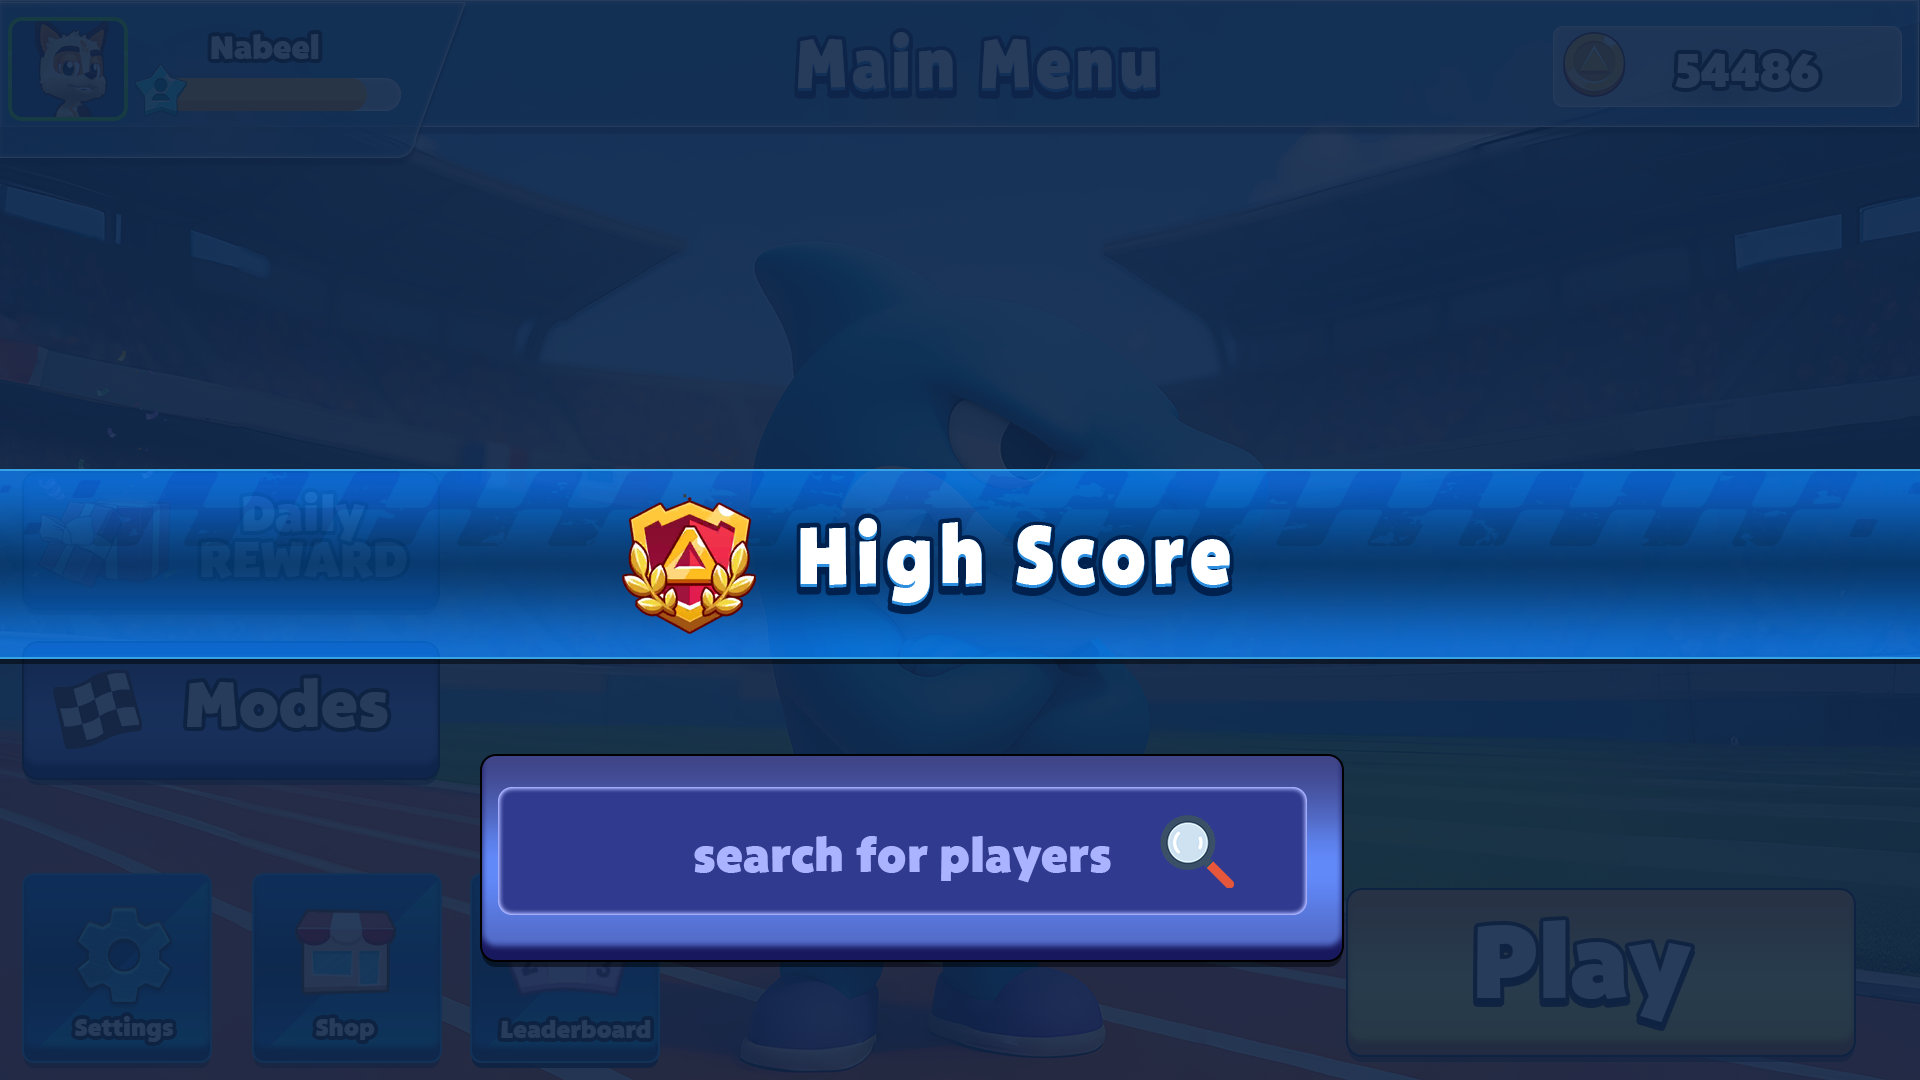 Nabeel
Main Menu
54486
Daily
REWARD
High Score
Modes
search for players
Settings
Shop
Leaderboard
Play